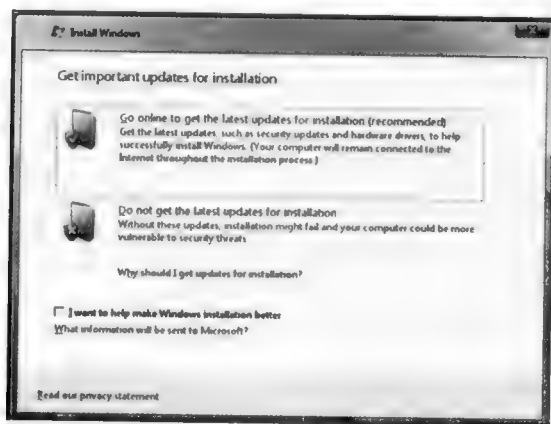 Install Windows
Get important updates for installation
Go online to get the latest updates for installation (recommended)
Get the latest updates, such as security updates and hardware drivers, to help
successfully install Windows. (Your computer will remain connected to the
Internet throughout the installation process.)
Do not get the latest updates for installation
Without these updates, installation might fail and your computer could be more
vulnerable to security threats
Why should I get updates for installation?
I want to help make Windows installation better
What information will be sent to Microsoft?
Read our privacy statement